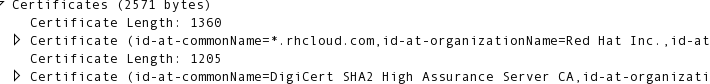 Certificates (2571 bytes)
Certificate Length: 1360
Certificate (id-at-commonName=*.rhcloud.com,id-at-organizationName=Red Hat Inc.,id-at
Certificate Length: 1205
Certificate (id-at-commonName=DigiCert SHA2 High Assurance Server CA,id-at-organizati